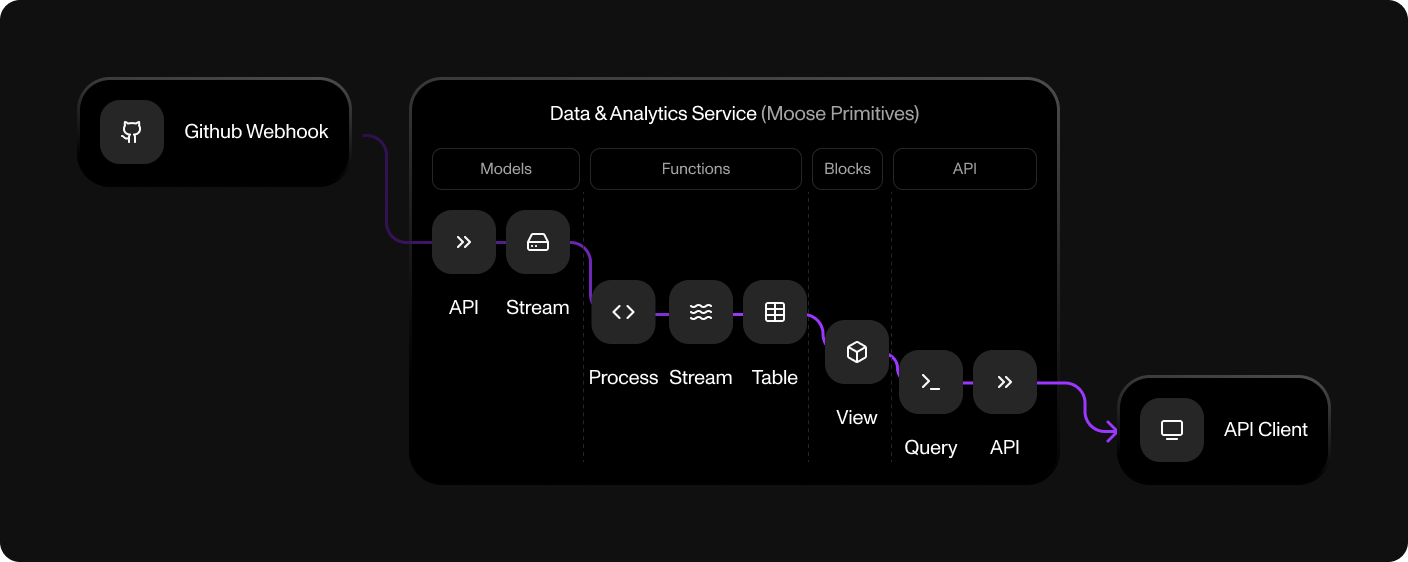 Github Webhook
Data & Analytics Service (Moose Primitives)
Models
Functions
Blocks
API
API
Stream
Process
Stream
Table
View
Query
API
API Client